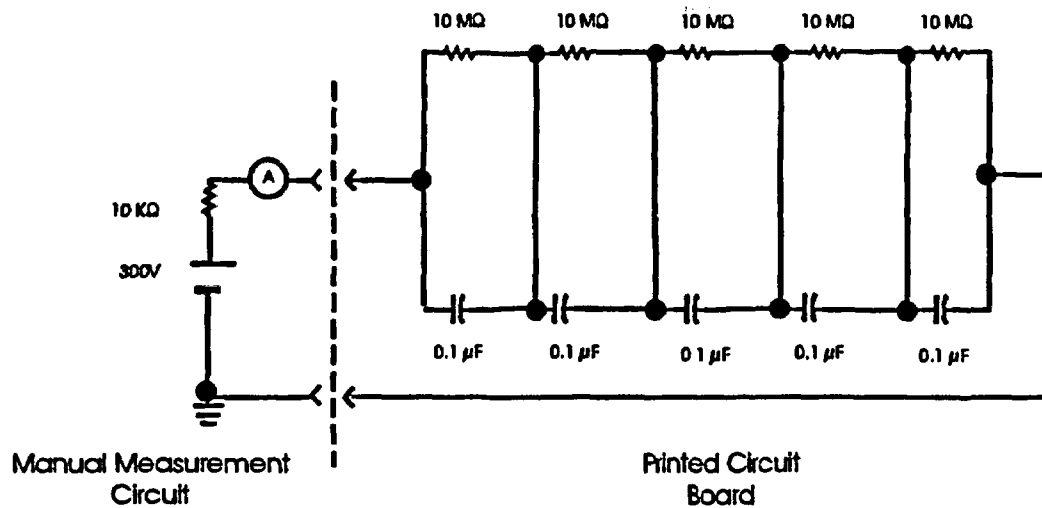 10 MΩ 10 MΩ 10 MΩ 10 MΩ 10 MΩ
A
10 KΩ
300V
0.1 µF 0.1 µF 0.1 µF 0.1 µF 0.1 µF
Manual Measurement
Circuit
Printed Circuit
Board